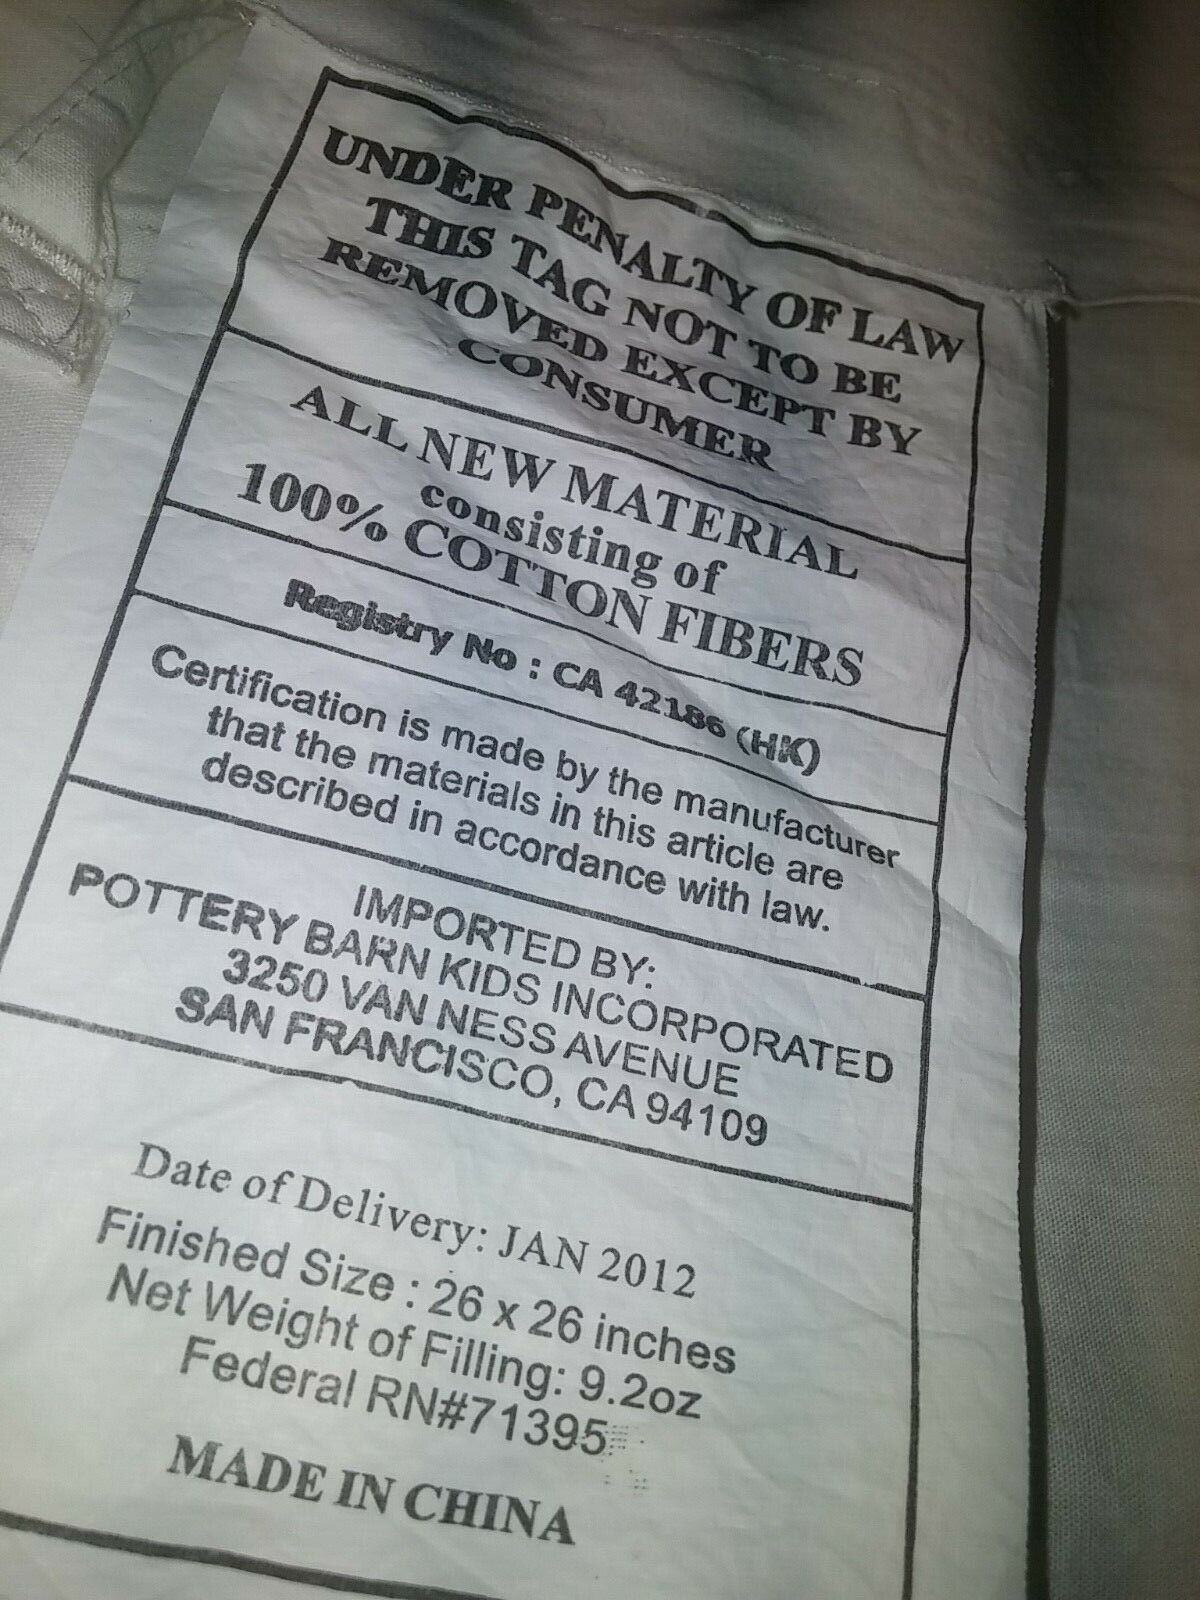 UNDER PENALTY OF LAW
THIS TAG NOT TO BE
REMOVED EXCEPT BY
CONSUMER
ALL NEW MATERIAL
consisting of
100% COTTON FIBERS
Registry No : CA 42186 (HK)
Certification is made by the manufacturer
that the materials in this article are
described in accordance with law.
IMPORTED BY:
POTTERY BARN KIDS INCORPORATED
3250 VAN NESS AVENUE
SAN FRANCISCO, CA 94109
Date of Delivery: JAN 2012
Finished Size : 26 x 26 inches
Net Weight of Filling: 9.2oz
Federal RN#71395
MADE IN CHINA